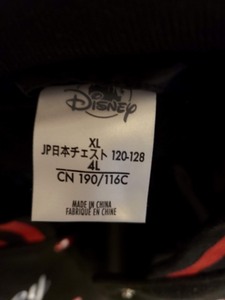 Disney
XL
JP日本チェスト 120-128
4L
CN 190/116C
MADE IN CHINA
FABRIQUE EN CHINE